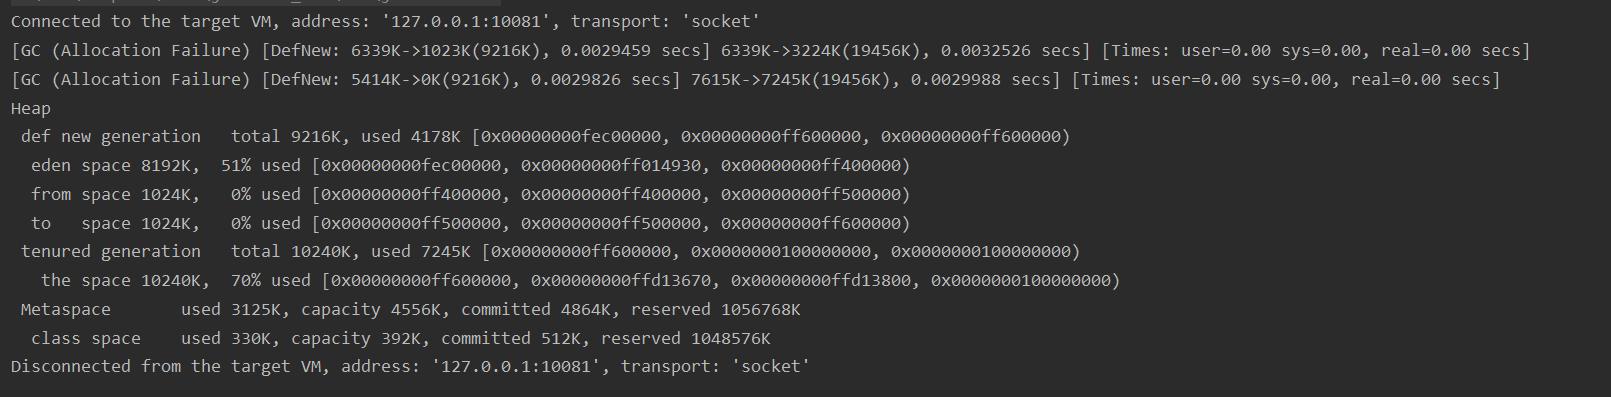 Connected to the target VM, address: '127.0.0.1:10081', transport: 'socket'
[GC (Allocation Failure) [DefNew: 6339K->1023K(9216K), 0.0029459 secs] 6339K->3224K(19456K), 0.0032526 secs] [Times: user=0.00 sys=0.00, real=0.00 secs]
[GC (Allocation Failure) [DefNew: 5414K->0K(9216K), 0.0029826 secs] 7615K->7245K(19456K), 0.0029988 secs] [Times: user=0.00 sys=0.00, real=0.00 secs]
Heap
 def new generation   total 9216K, used 4178K [0x00000000fec00000, 0x00000000ff600000, 0x00000000ff600000)
  eden space 8192K,  51% used [0x00000000fec00000, 0x00000000ff014930, 0x00000000ff400000)
  from space 1024K,   0% used [0x00000000ff400000, 0x00000000ff400000, 0x00000000ff500000)
  to   space 1024K,   0% used [0x00000000ff500000, 0x00000000ff500000, 0x00000000ff600000)
 tenured generation   total 10240K, used 7245K [0x00000000ff600000, 0x0000000100000000, 0x0000000100000000)
   the space 10240K,  70% used [0x00000000ff600000, 0x00000000ffd13670, 0x00000000ffd13800, 0x0000000100000000)
 Metaspace       used 3125K, capacity 4556K, committed 4864K, reserved 1056768K
  class space    used 330K, capacity 392K, committed 512K, reserved 1048576K
Disconnected from the target VM, address: '127.0.0.1:10081', transport: 'socket'